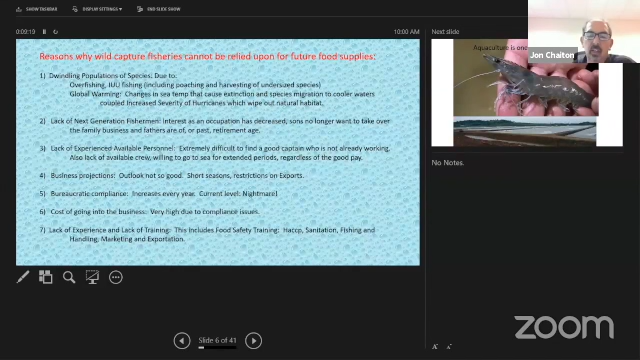 SHOW TASKBAR
DISPLAY SETTINGS
END SLIDE SHOW
0:09:19
10:00 AM
Next slide
Reasons why wild capture fisheries cannot be relied upon for future food supplies:
1) Dwindling Populations of Species: Due to:
Overfishing, IUU fishing (including poaching and harvesting of undersized species)
Global Warming: Changes in sea temp that cause extinction and species migration to cooler waters
coupled Increased Severity of Hurricanes which wipe out natural habitat.
2) Lack of Next Generation Fishermen: Interest as an occupation has decreased, sons no longer want to take over
the family business and fathers are of, or past, retirement age.
3) Lack of Experienced Available Personnel: Extremely difficult to find a good captain who is not already working.
Also lack of available crew, willing to go to sea for extended periods, regardless of the good pay.
4) Business projections: Outlook not so good. Short seasons, restrictions on Exports.
5) Bureaucratic compliance: Increases every year. Current level: Nightmare!
6) Cost of going into the business: Very high due to compliance issues.
7) Lack of Experience and Lack of Training: This Includes Food Safety Training: Haccp, Sanitation, Fishing and
Handling, Marketing and Exportation.
Aquaculture is one
Jon Chaiton
No Notes.
Slide 6 of 41
zoom
A A